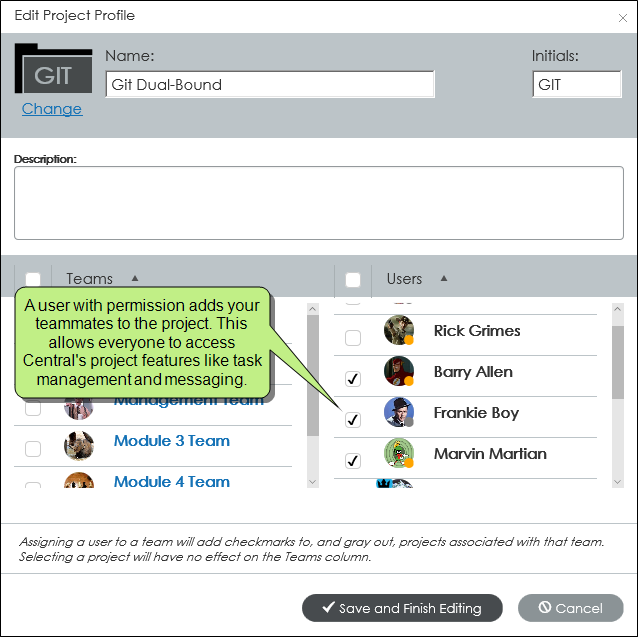 Edit Project Profile
GIT
Change
Name:
Git Dual-Bound
Initials:
GIT
Description:
Teams
Users
A user with permission adds your
teammates to the project. This
allows everyone to access
Central's project features like task
management and messaging.
Management Team
Module 3 Team
Module 4 Team
Rick Grimes
Barry Allen
Frankie Boy
Marvin Martian
Assigning a user to a team will add checkmarks to, and gray out, projects associated with that team.
Selecting a project will have no effect on the Teams column.
Save and Finish Editing
Cancel